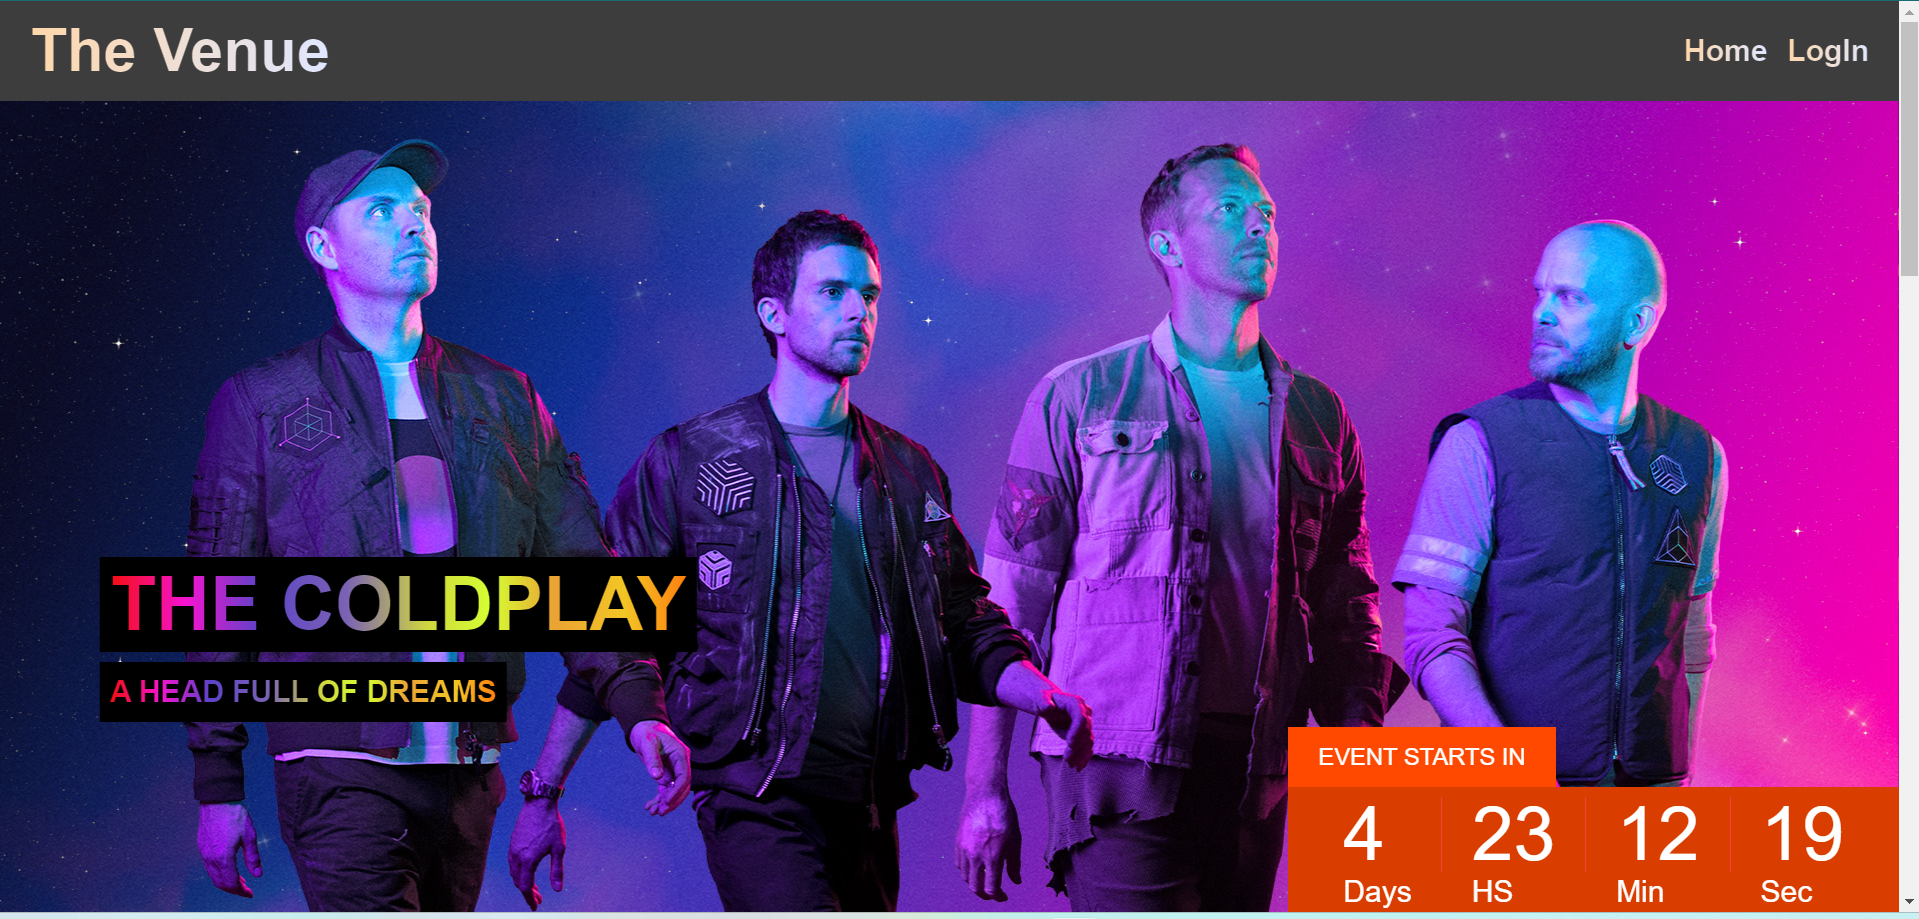 The Venue
Home LogIn
THE COLDPLAY
A HEAD FULL OF DREAMS
EVENT STARTS IN
4 23 12 19
Days HS Min Sec